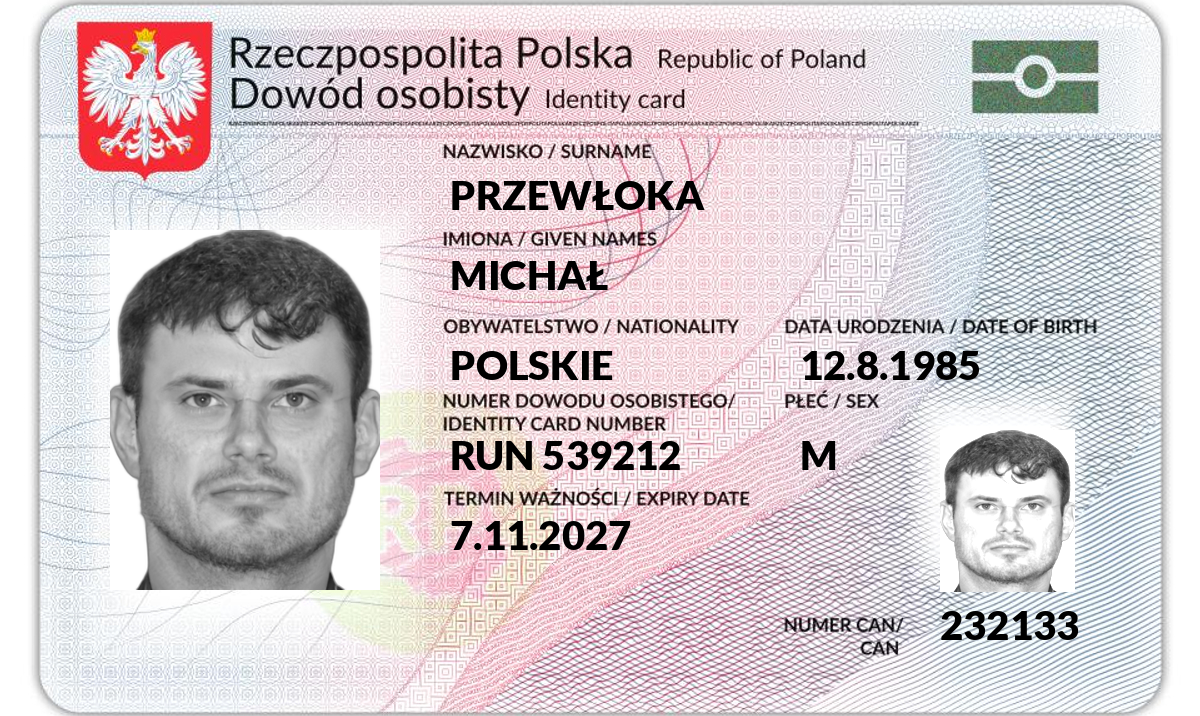 Rzeczpospolita Polska Republic of Poland
Dowód osobisty Identity card
NAZWISKO / SURNAME
PRZEWŁOKA
IMIONA / GIVEN NAMES
MICHAŁ
OBYWATELSTWO / NATIONALITY DATA URODZENIA / DATE OF BIRTH
POLSKIE 12.8.1985
NUMER DOWODU OSOBISTEGO/ PŁEĆ / SEX
IDENTITY CARD NUMBER
RUN 539212 M
TERMIN WAŻNOŚCI / EXPIRY DATE
7.11.2027
NUMER CAN/ 232133
CAN